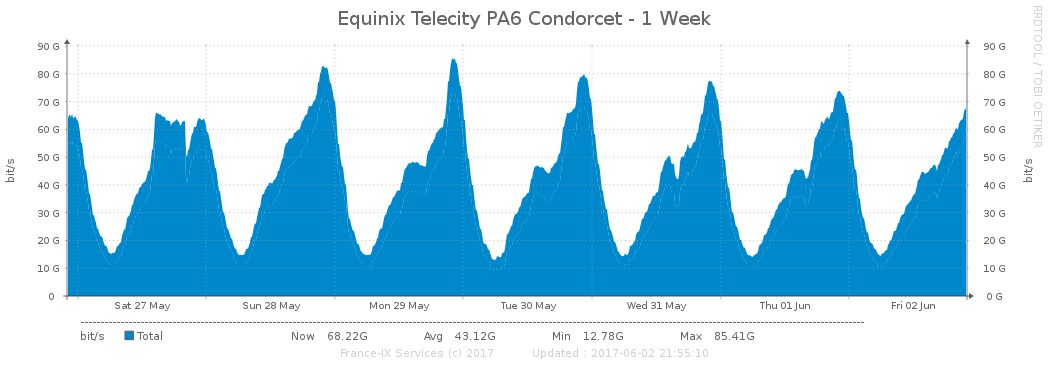 Equinix Telecity PA6 Condorcet - 1 Week
RRDTOOL / TOBI OETIKER
90 G 90 G
80 G 80 G
70 G 70 G
60 G 60 G
50 G 50 G
40 G 40 G
30 G 30 G
20 G 20 G
10 G 10 G
0 0 G
bit/s
bit/s
Sat 27 May Sun 28 May Mon 29 May Tue 30 May Wed 31 May Thu 01 Jun Fri 02 Jun
bit/s Total Now 68.22G Avg 43.12G Min 12.78G Max 85.41G
France-IX Services (c) 2017 Updated : 2017-06-02 21:55:10